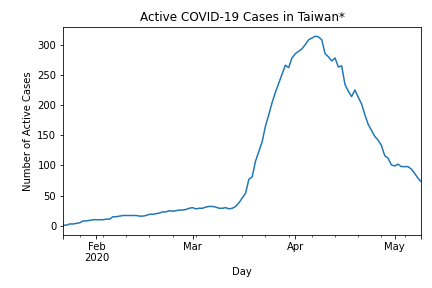 Active COVID-19 Cases in Taiwan*
Number of Active Cases
300
250
200
150
100
50
0
Feb
2020
Mar
Apr
May
Day